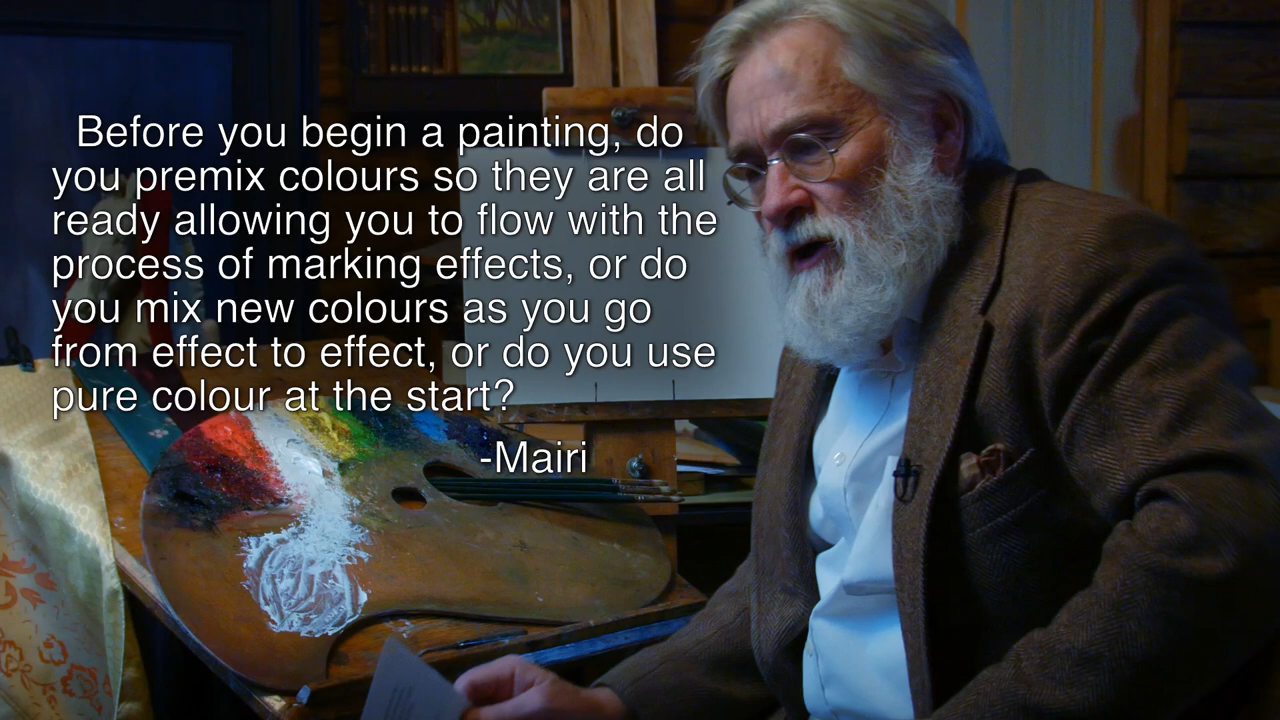 Before you begin a painting, do
you premix colours so they are all
ready allowing you to flow with the
process of marking effects, or do
you mix new colours as you go
from effect to effect, or do you use
pure colour at the start?
-Mairi